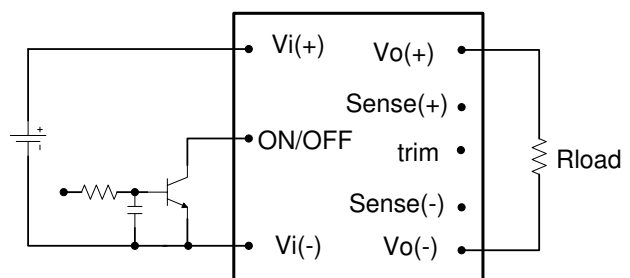 Vi(+)
Vo(+)
Sense(+)
ON/OFF
trim
Rload
Sense(-)
Vi(-)
Vo(-)
+
-